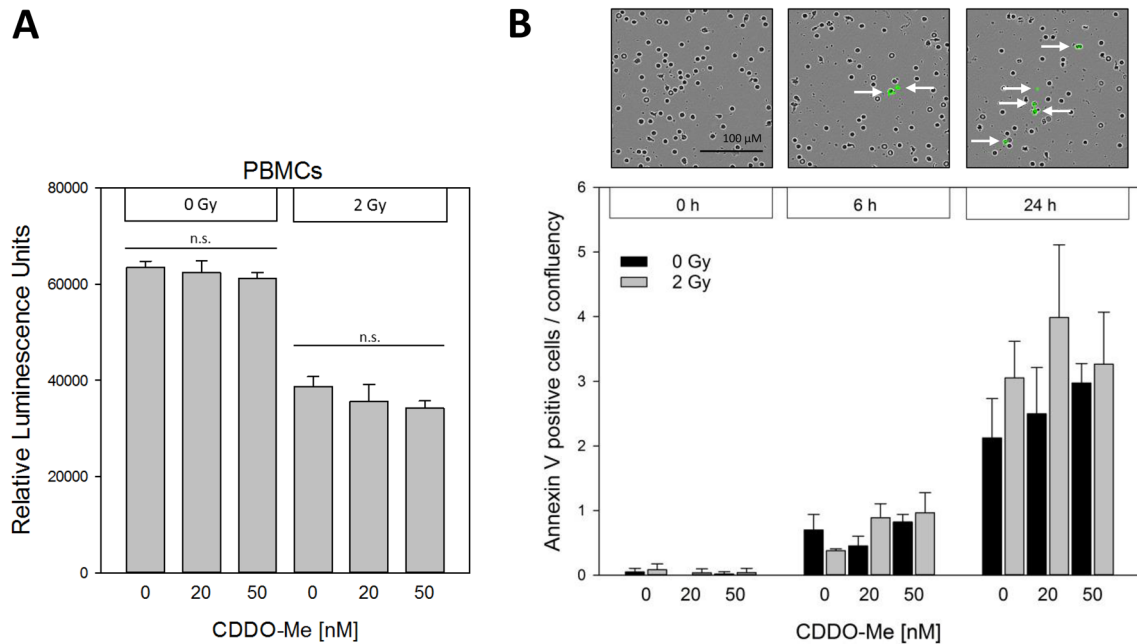 A
PBMCs
80000
60000
40000
20000
0
Relative Luminescence Units
0 Gy
2 Gy
n.s.
n.s.
0 20 50 0 20 50
CDDO-Me [nM]
B
100 μM
6
5
4
3
2
1
0
Annexin V positive cells / confluency
0 h
6 h
24 h
0 Gy
2 Gy
0 20 50 0 20 50 0 20 50
CDDO-Me [nM]